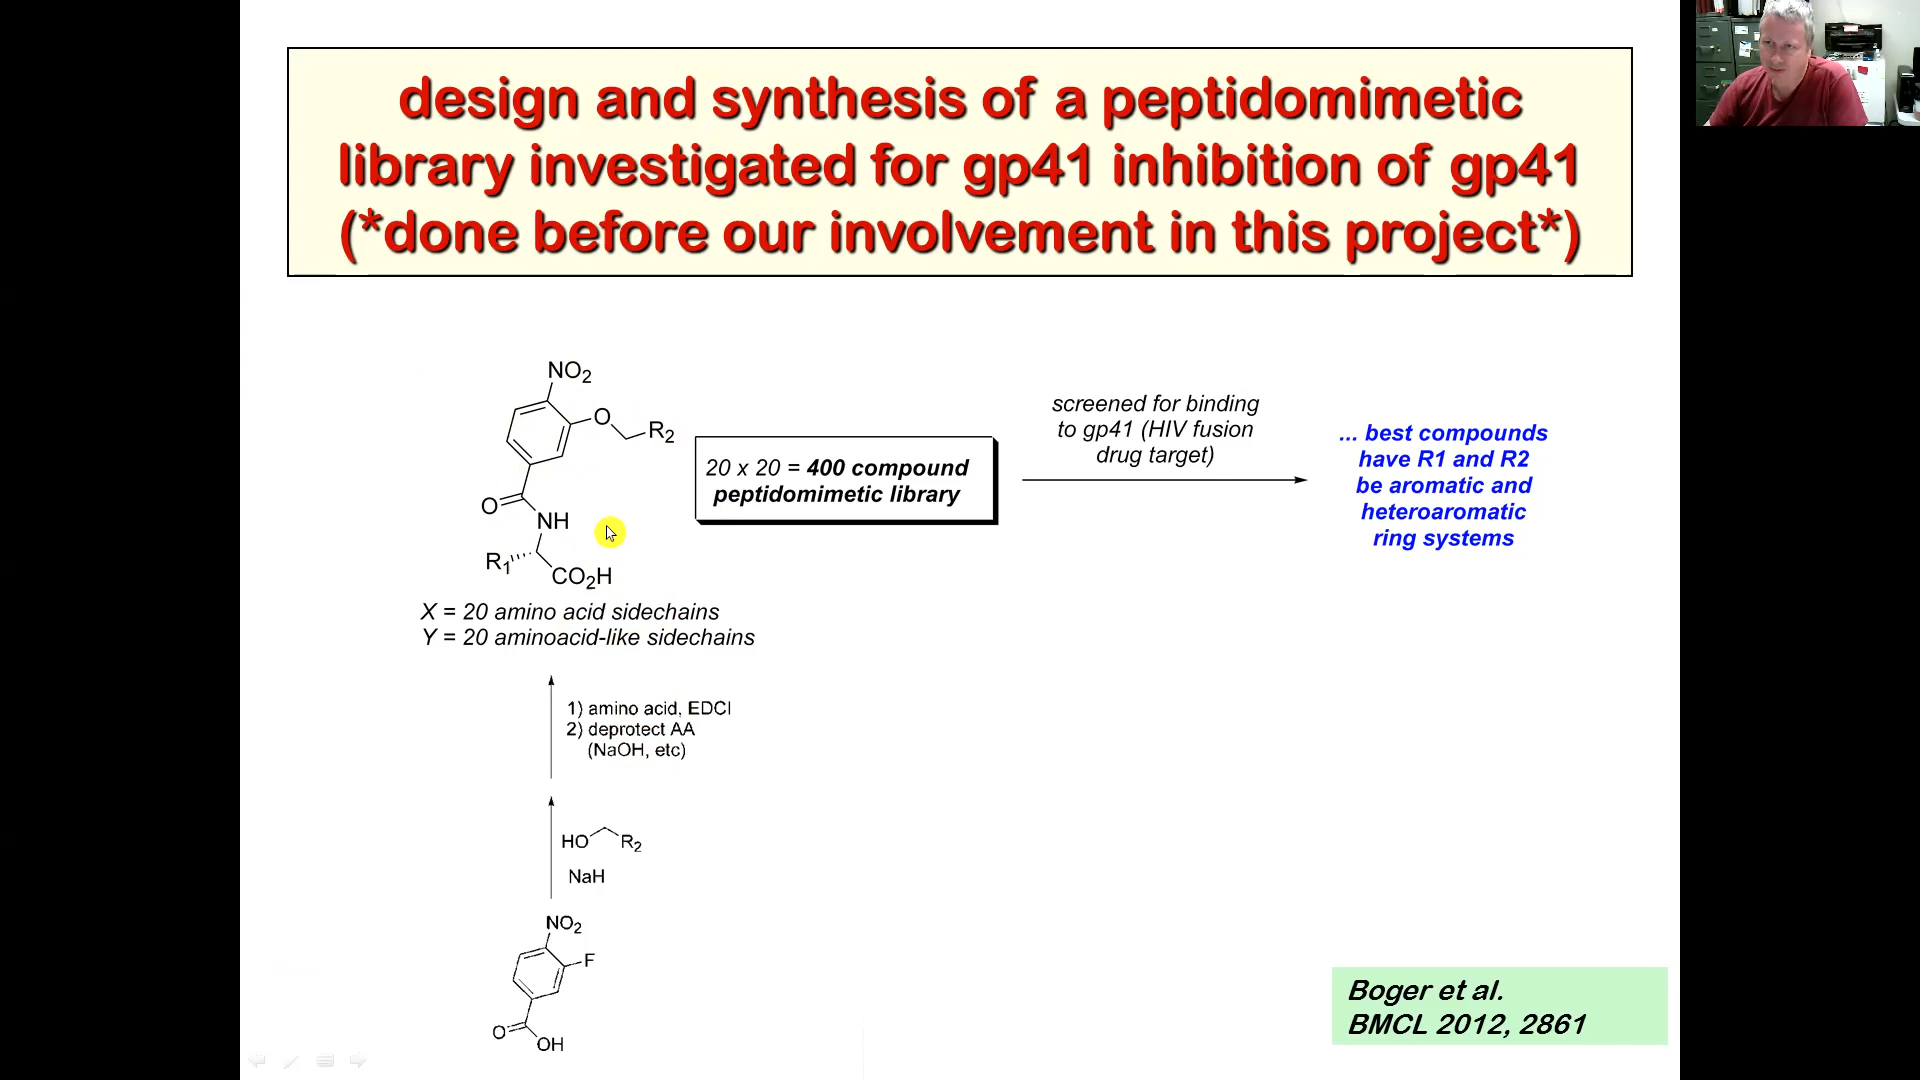 design and synthesis of a peptidomimetic
library investigated for gp41 inhibition of gp41
(*done before our involvement in this project*)
NO2
O
R2
O
NH
R1
CO2H
X = 20 amino acid sidechains
Y = 20 aminoacid-like sidechains
20 x 20 = 400 compound
peptidomimetic library
screened for binding
to gp41 (HIV fusion
drug target)
... best compounds
have R1 and R2
be aromatic and
heteroaromatic
ring systems
1) amino acid, EDCI
2) deprotect AA
(NaOH, etc)
HO
R2
NaH
NO2
F
O
OH
Boger et al.
BMCL 2012, 2861